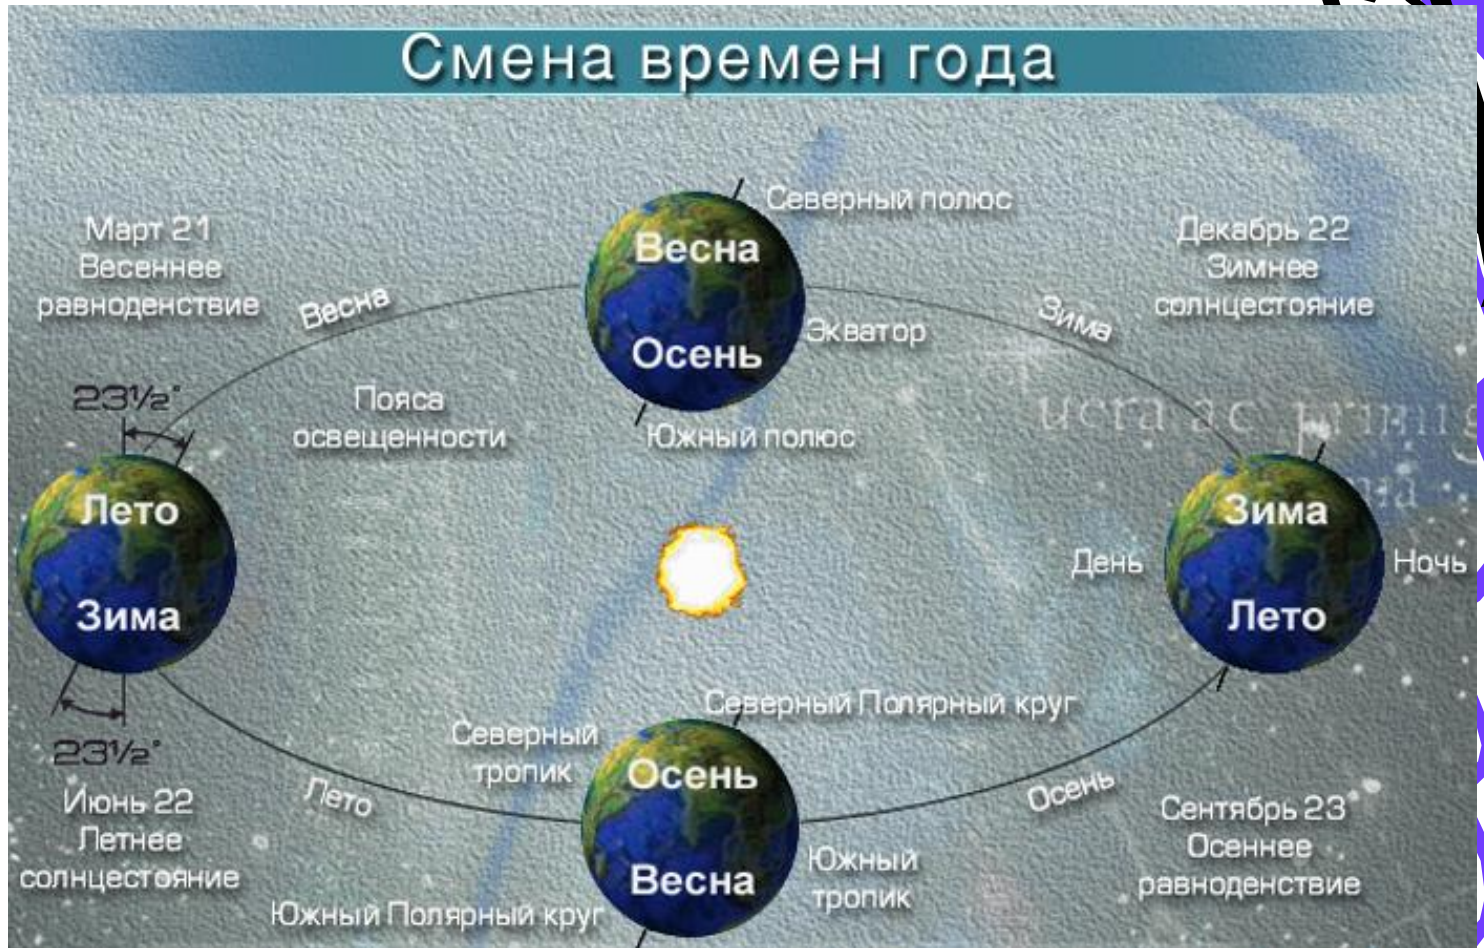 Смена времен года
Северный полюс
Март 21
Весеннее
равноденствие
Декабрь 22
Зимнее
солнцестояние
Весна
Осень
Весна
Зима
Экватор
23½°
Пояса
освещенности
Южный полюс
иста ас
Лето
Зима
Зима
Лето
День
Ночь
23½°
Северный Полярный круг
Северный
тропик
Осень
Весна
Лето
Осень
Июнь 22
Летнее
солнцестояние
Сентябрь 23
Осеннее
равноденствие
Южный
тропик
Южный Полярный круг